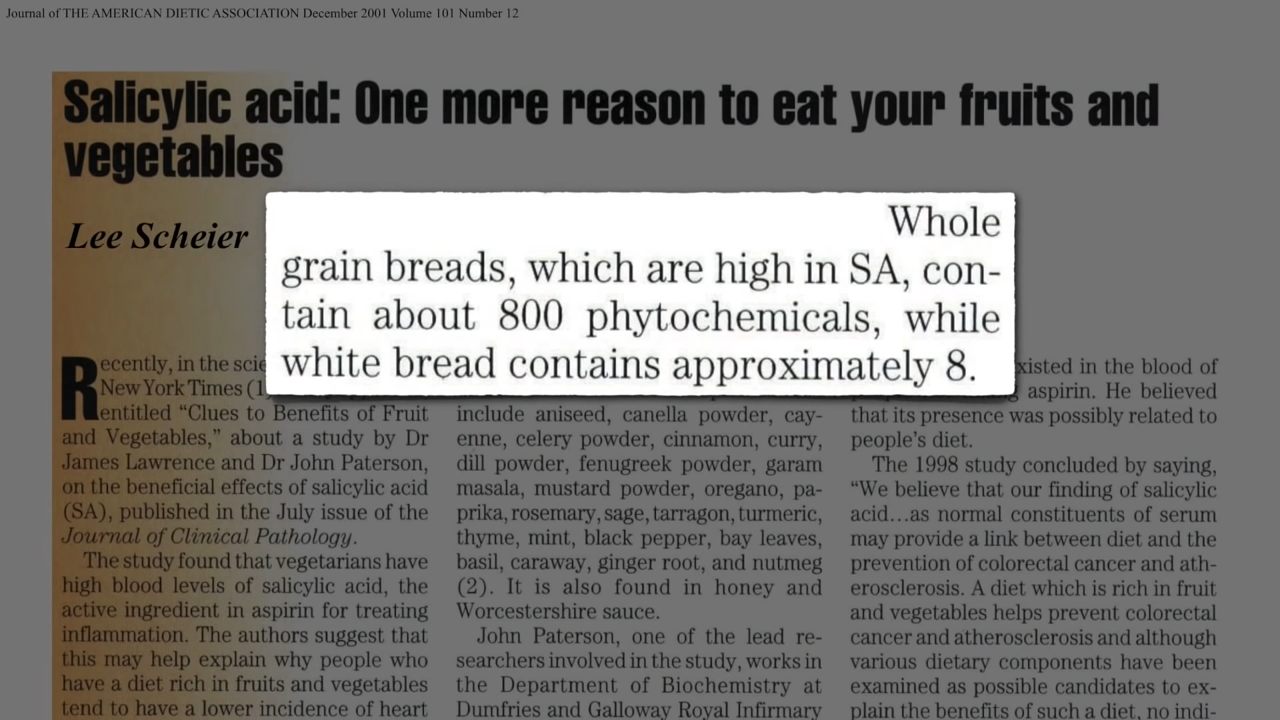 Journal of THE AMERICAN DIETIC ASSOCIATION December 2001 Volume 101 Number 12
Salicylic acid: One more reason to eat your fruits and
vegetables
Lee Scheier
Whole
grain breads, which are high in SA, con-
tain about 800 phytochemicals, while
white bread contains approximately 8.
Recently, in the scie
New York Times (1
entitled “Clues to Benefits of Fruit
and Vegetables,” about a study by Dr
James Lawrence and Dr John Paterson,
on the beneficial effects of salicylic acid
(SA), published in the July issue of the
Journal of Clinical Pathology.
The study found that vegetarians have
high blood levels of salicylic acid, the
active ingredient in aspirin for treating
inflammation. The authors suggest that
this may help explain why people who
have a diet rich in fruits and vegetables
tend to have a lower incidence of heart
include aniseed, canella powder, cay-
enne, celery powder, cinnamon, curry,
dill powder, fenugreek powder, garam
masala, mustard powder, oregano, pa-
prika, rosemary, sage, tarragon, turmeric,
thyme, mint, black pepper, bay leaves,
basil, caraway, ginger root, and nutmeg
(2). It is also found in honey and
Worcestershire sauce.
John Paterson, one of the lead re-
searchers involved in the study, works in
the Department of Biochemistry at
Dumfries and Galloway Royal Infirmary
xisted in the blood of
aspirin. He believed
that its presence was possibly related to
people’s diet.
The 1998 study concluded by saying,
“We believe that our finding of salicylic
acid...as normal constituents of serum
may provide a link between diet and the
prevention of colorectal cancer and ath-
erosclerosis. A diet which is rich in fruit
and vegetables helps prevent colorectal
cancer and atherosclerosis and although
various dietary components have been
examined as possible candidates to ex-
plain the benefits of such a diet, no indi-